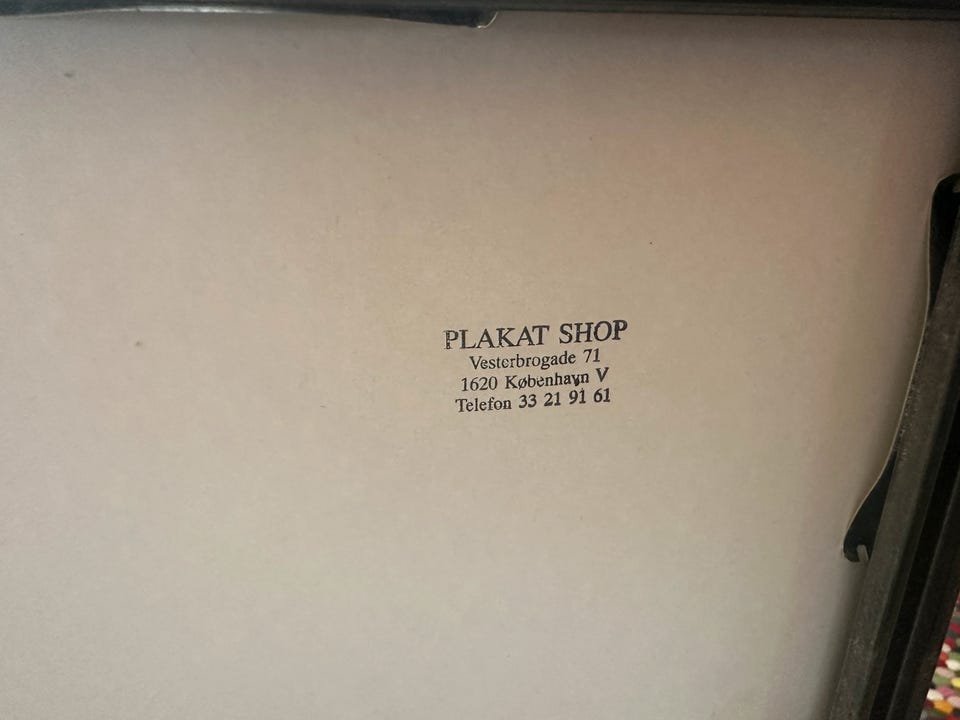 PLAKAT SHOP
Vesterbrogade 71
1620 København V
Telefon 33 21 91 61